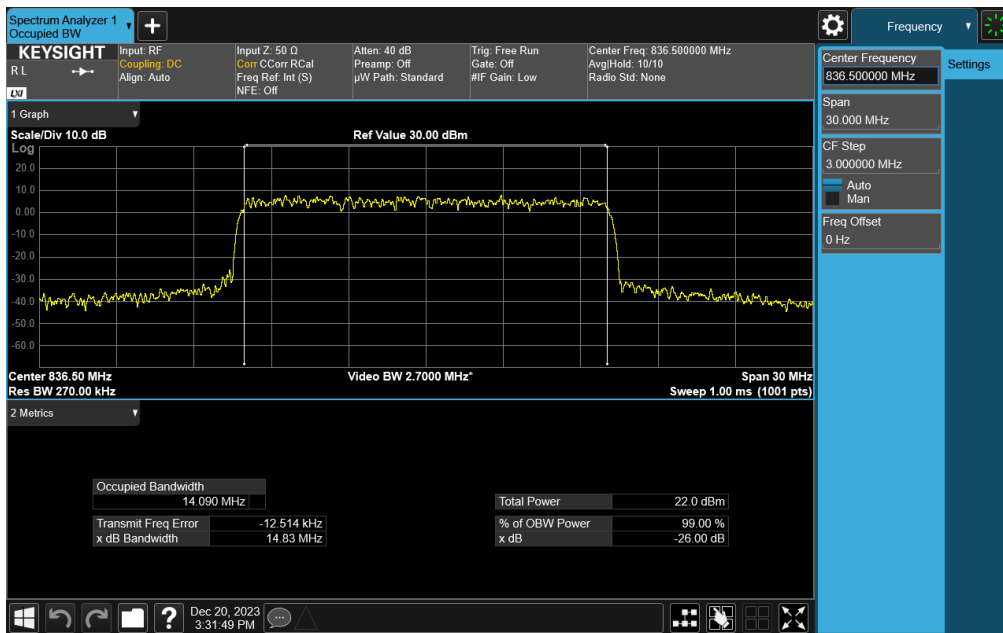 Spectrum Analyzer 1
Occupied BW
Frequency
KEYSIGHT
R L
LXI
Input: RF
Coupling: DC
Align: Auto
Input Z: 50 Ω
Corr CCorr RCal
Freq Ref: Int (S)
NFE: Off
Atten: 40 dB
Preamp: Off
µW Path: Standard
Trig: Free Run
Gate: Off
#IF Gain: Low
Center Freq: 836.500000 MHz
Avg|Hold: 10/10
Radio Std: None
Center Frequency
836.500000 MHz
Settings
Span
30.000 MHz
CF Step
3.000000 MHz
Auto
Man
Freq Offset
0 Hz
1 Graph
Scale/Div 10.0 dB
Ref Value 30.00 dBm
Log
20.0
10.0
0.00
-10.0
-20.0
-30.0
-40.0
-50.0
-60.0
Center 836.50 MHz
Video BW 2.7000 MHz*
Span 30 MHz
Res BW 270.00 kHz
Sweep 1.00 ms (1001 pts)
2 Metrics
Occupied Bandwidth
14.090 MHz
Total Power 22.0 dBm
Transmit Freq Error -12.514 kHz
% of OBW Power 99.00 %
x dB Bandwidth 14.83 MHz
x dB -26.00 dB
?
Dec 20, 2023
3:31:49 PM